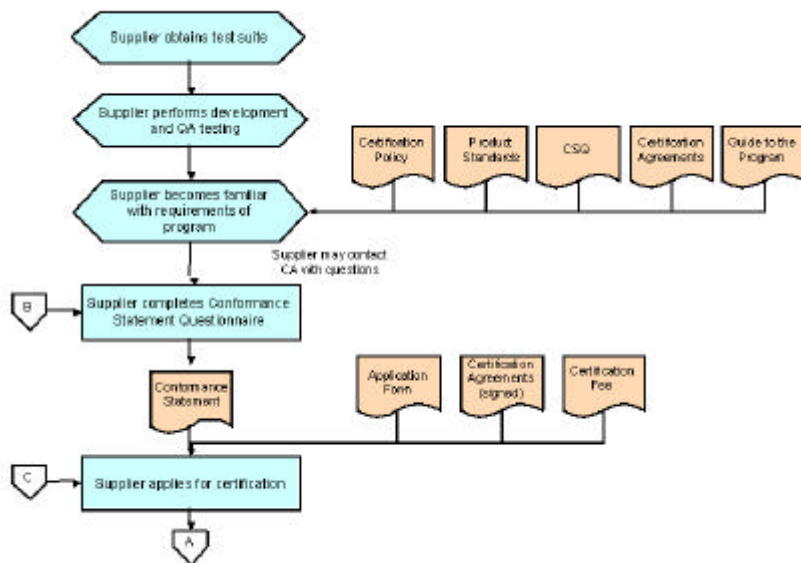 Supplier obtains test suite
Supplier performs development
and QA testing
Certification
Policy
Product
Standards
CSQ
Certification
Agreements
Guide to the
Program
Supplier becomes familiar
with requirements of
program
Supplier may contact
CA with questions
B
Supplier completes Conformance
Statement Questionnaire
Conformance
Statement
Application
Form
Certification
Agreements
(signed)
Certification
Fee
C
Supplier applies for certification
A